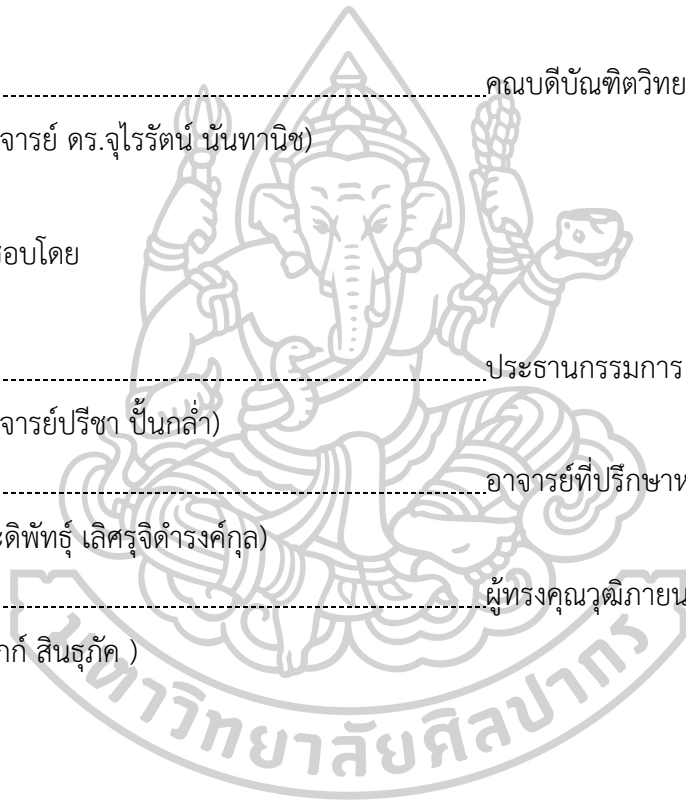 คณบดีบัณฑิตวิทย
จารย์ ดร.จุไรรัตน์ นันทานิช)
อบโดย
ประธานกรรมการ
จารย์ปรีชา ปั้นกล่ำ)
อาจารย์ที่ปรึกษาห
ดิพัทธุ์ เลิศรุจิดำรงค์กุล)
ผู้ทรงคุณวุฒิภายน
กก์ สินธุภัค )
มหาวิทยาลัยศิลปากร